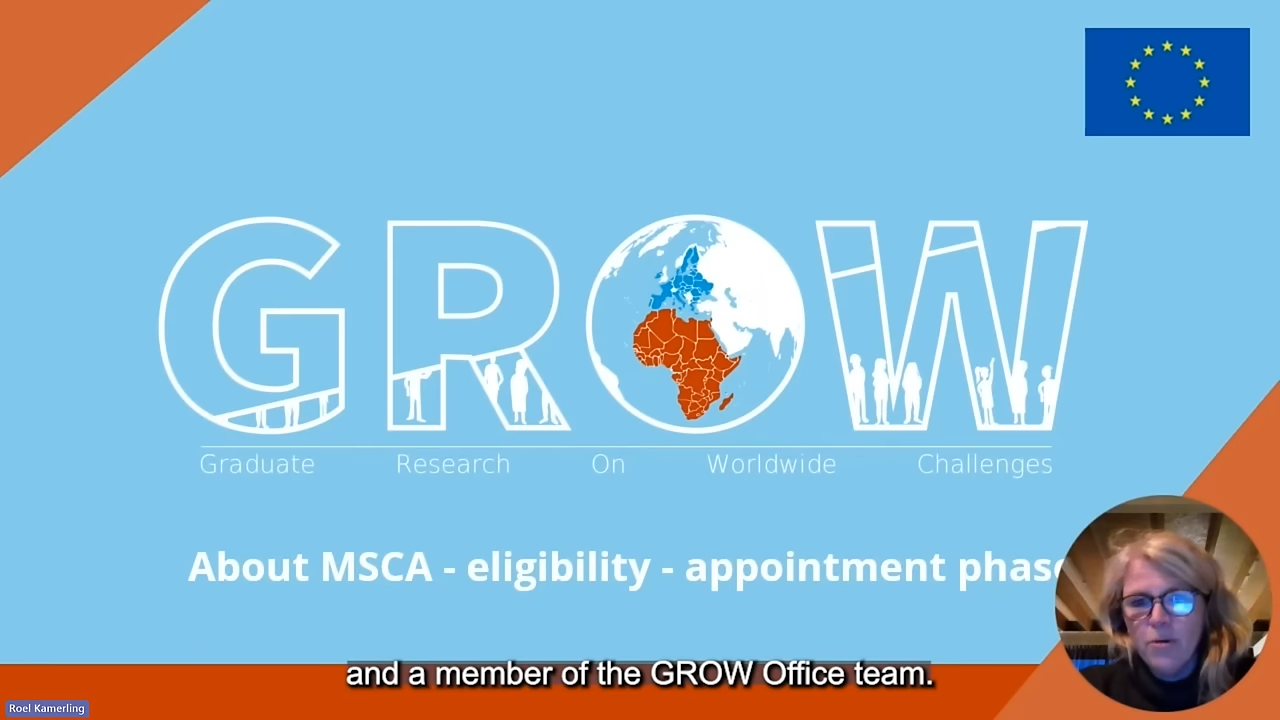 GROW
Graduate Research On Worldwide Challenges
About MSCA - eligibility - appointment phase
and a member of the GROW Office team.
Roel Kamerling